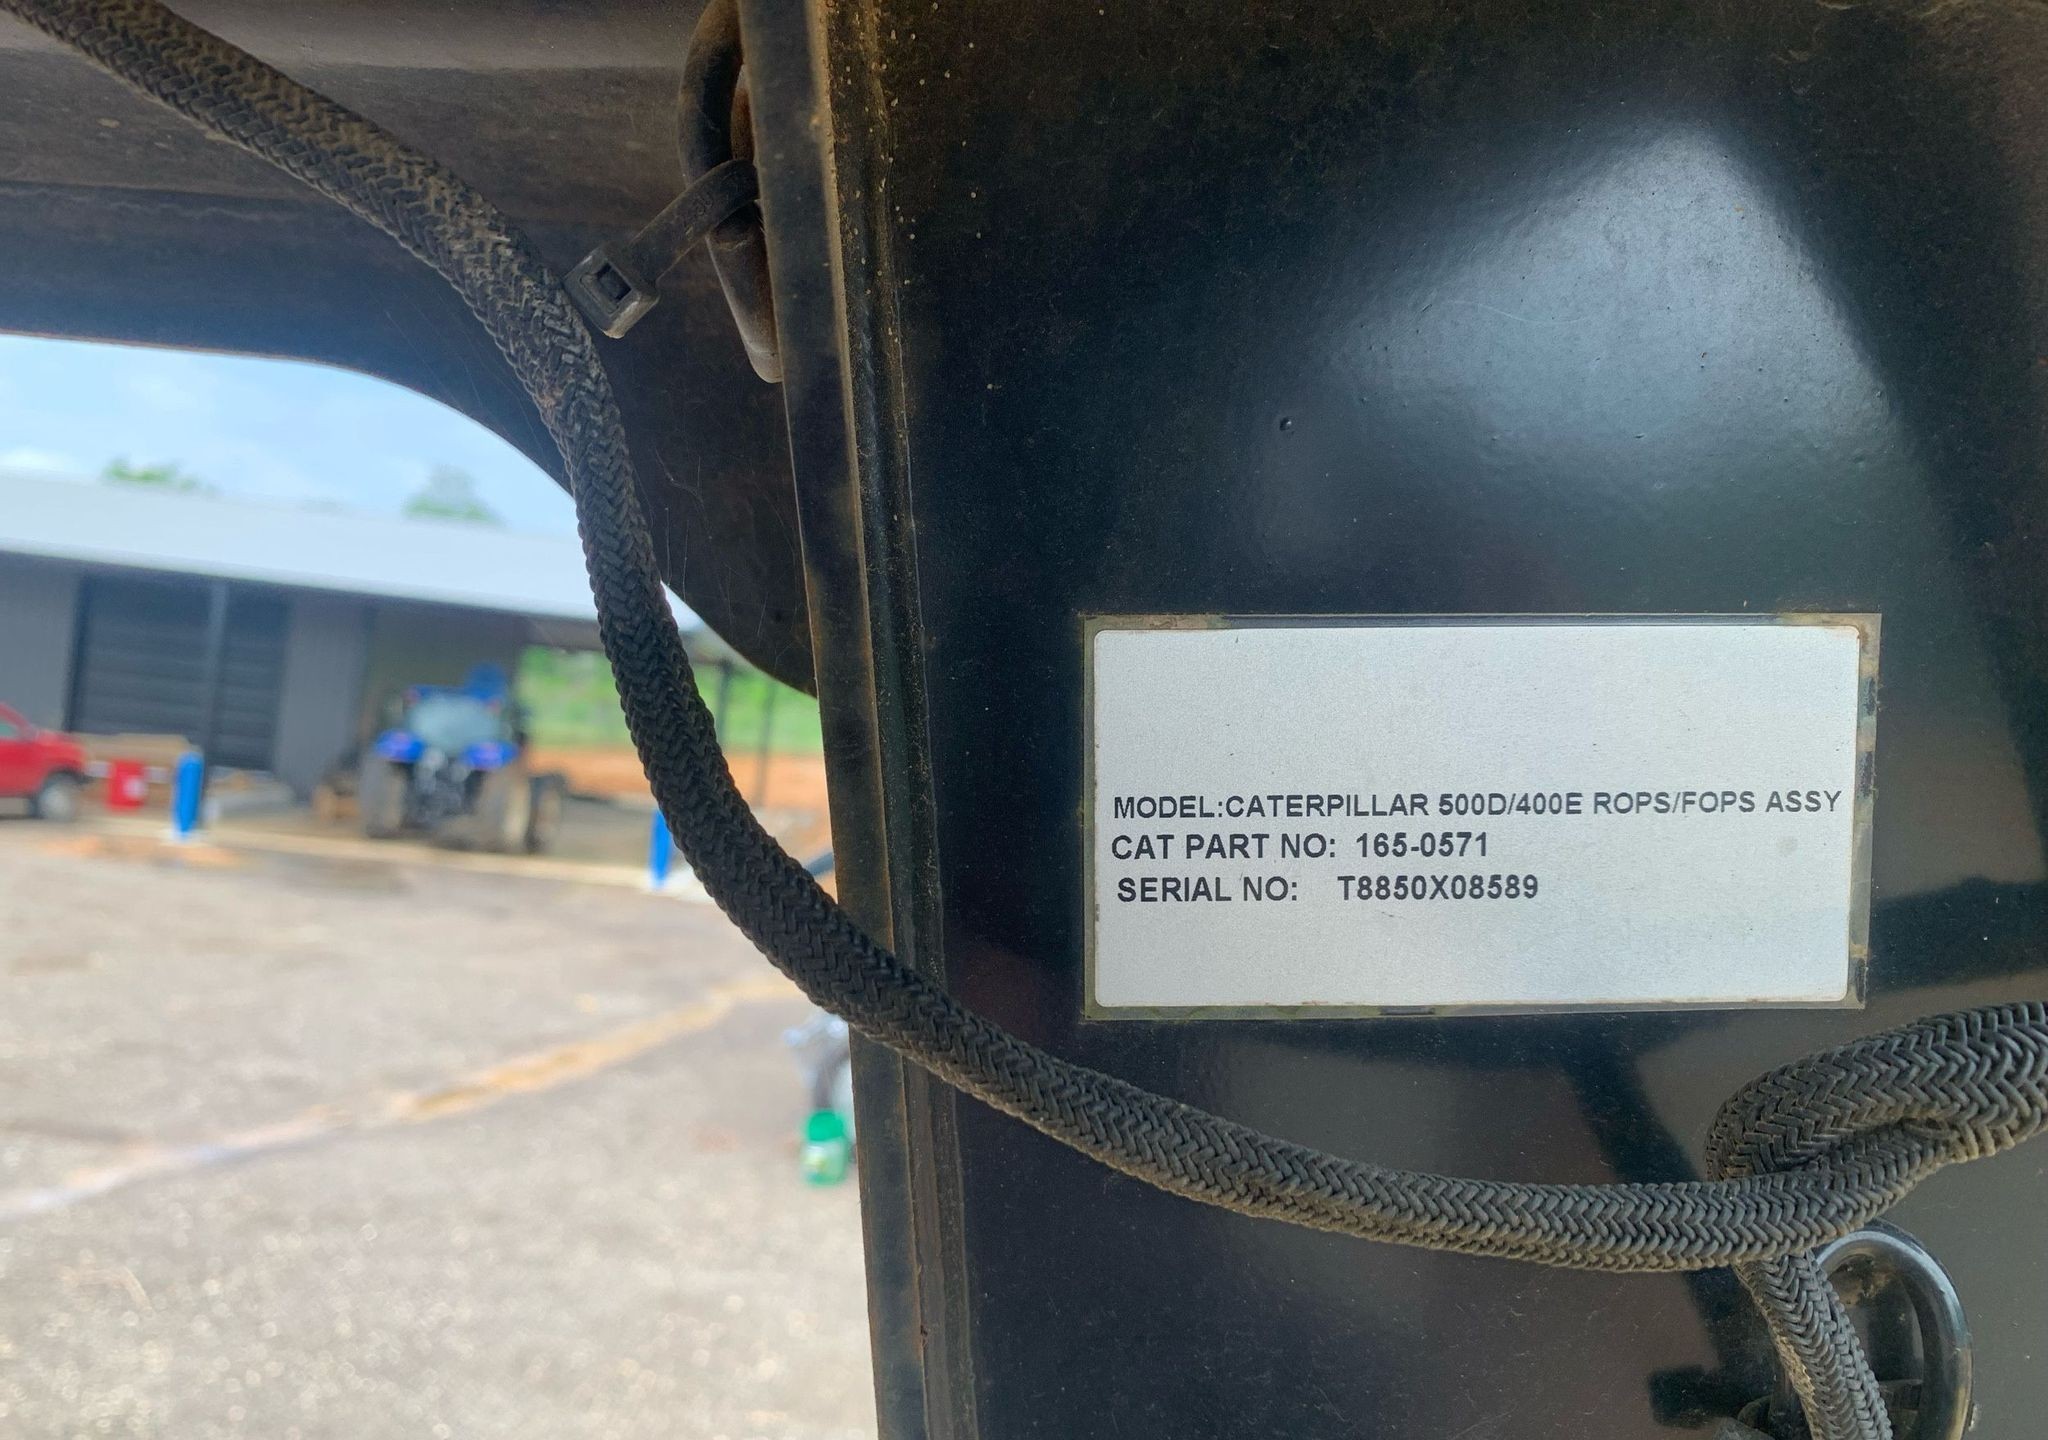 MODEL:CATERPILLAR 500D/400E ROPS/FOPS ASSY
CAT PART NO: 165-0571
SERIAL NO: T8850X08589